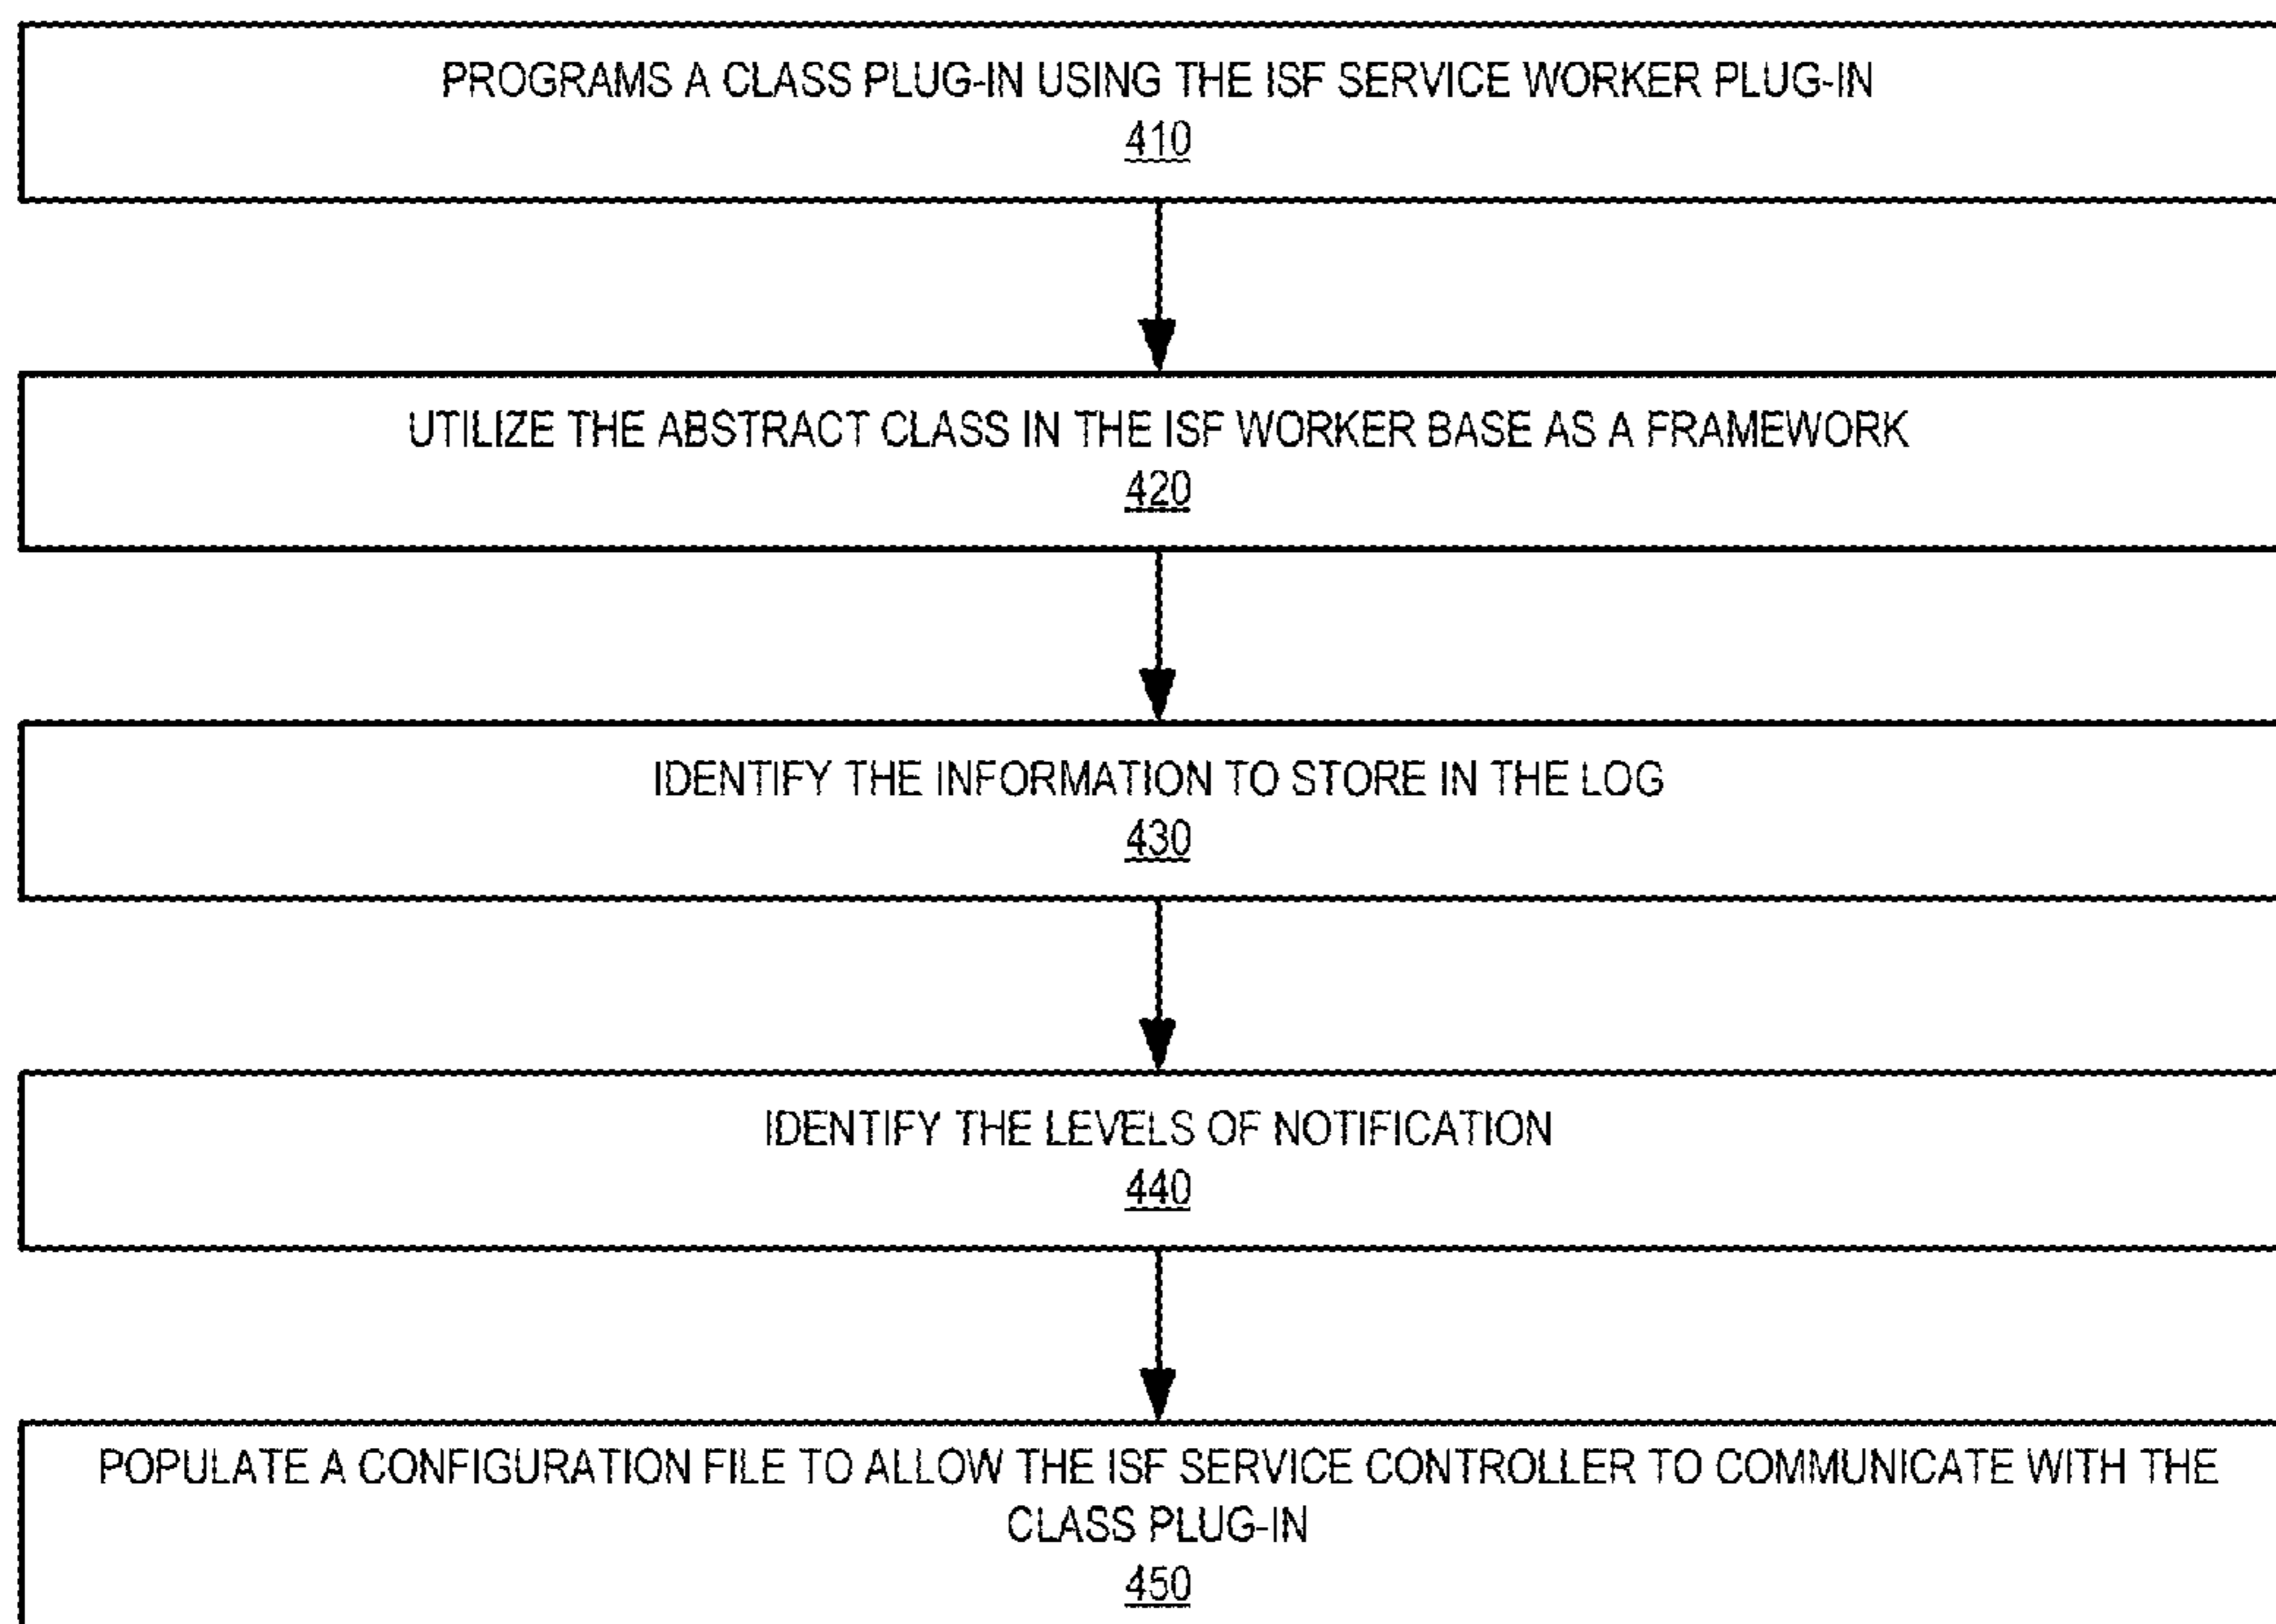 PROGRAMS A CLASS PLUG-IN USING THE ISF SERVICE WORKER PLUG-IN
410
UTILIZE THE ABSTRACT CLASS IN THE ISF WORKER BASE AS A FRAMEWORK
420
IDENTIFY THE INFORMATION TO STORE IN THE LOG
430
IDENTIFY THE LEVELS OF NOTIFICATION
440
POPULATE A CONFIGURATION FILE TO ALLOW THE ISF SERVICE CONTROLLER TO COMMUNICATE WITH THE
CLASS PLUG-IN
450